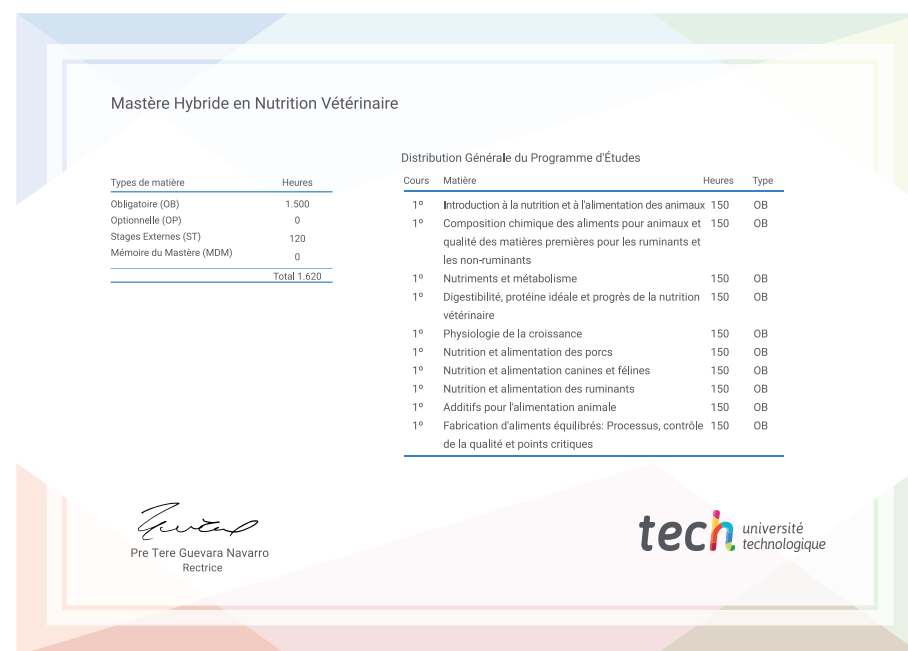 Mastère Hybride en Nutrition Vétérinaire
Types de matière Heures
Obligatoire (OB) 1.500
Optionnelle (OP) 0
Stages Externes (ST) 120
Mémoire du Mastère (MDM) 0
Total 1.620
Distribution Générale du Programme d'Études
Cours Matière Heures Type
1º Introduction à la nutrition et à l'alimentation des animaux 150 OB
1º Composition chimique des aliments pour animaux et 150 OB
qualité des matières premières pour les ruminants et
les non-ruminants
1º Nutriments et métabolisme 150 OB
1º Digestibilité, protéine idéale et progrès de la nutrition 150 OB
vétérinaire
1º Physiologie de la croissance 150 OB
1º Nutrition et alimentation des porcs 150 OB
1º Nutrition et alimentation canines et félines 150 OB
1º Nutrition et alimentation des ruminants 150 OB
1º Additifs pour l'alimentation animale 150 OB
1º Fabrication d'aliments équilibrés: Processus, contrôle 150 OB
de la qualité et points critiques
Pre Tere Guevara Navarro
Rectrice
tech université
technologique